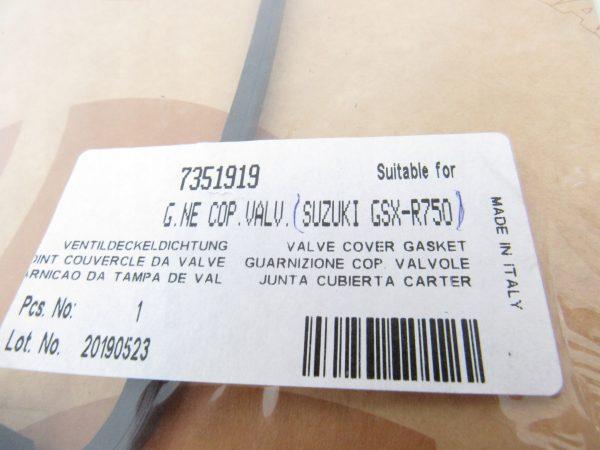 7351919 Suitable for
G.NE COP.VALV.(SUZUKI GSX-R750)
VENTILDECKELDICHTUNG VALVE COVER GASKET
OINT COUVERCLE DA VALVE GUARNIZIONE COP. VALVOLE
ARNICAO DA TAMPA DE VAL JUNTA CUBIERTA CARTER
Pcs. No: 1
Lot. No. 20190523
MADE IN ITALY